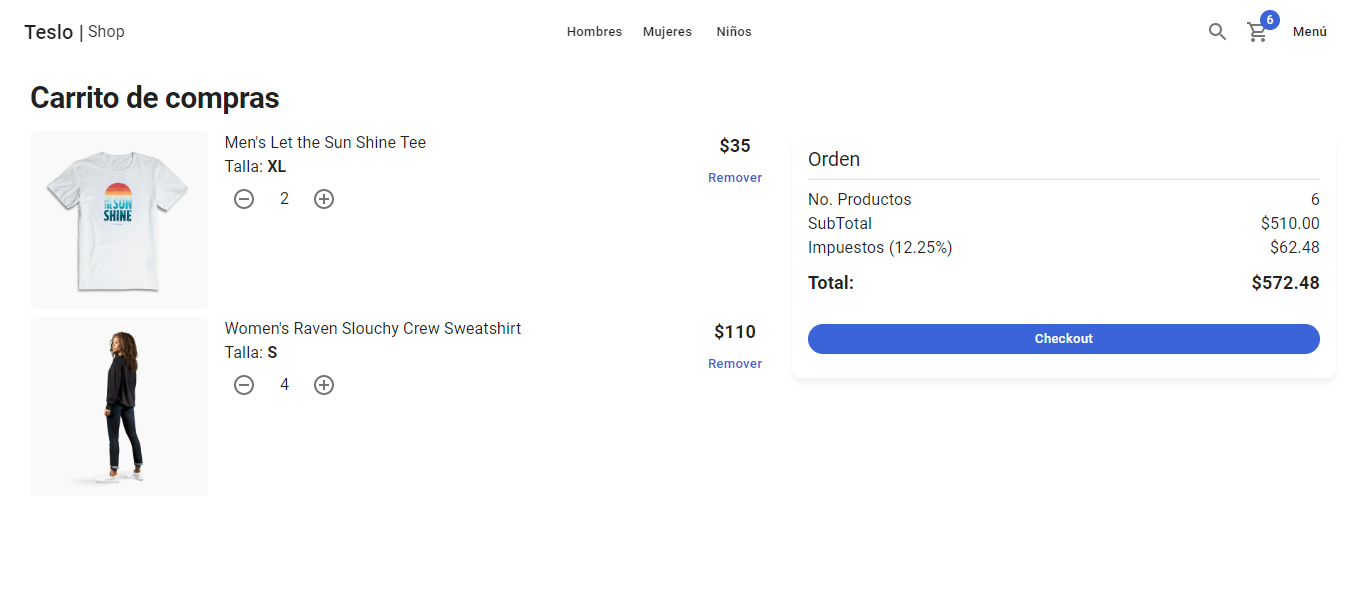 Teslo | Shop
Hombres Mujeres Niños
6
Menú
Carrito de compras
Men's Let the Sun Shine Tee
Talla: XL
2
$35
Remover
THE SUN
SHINE
Women's Raven Slouchy Crew Sweatshirt
Talla: S
4
$110
Remover
Orden
No. Productos 6
SubTotal $510.00
Impuestos (12.25%) $62.48
Total: $572.48
Checkout